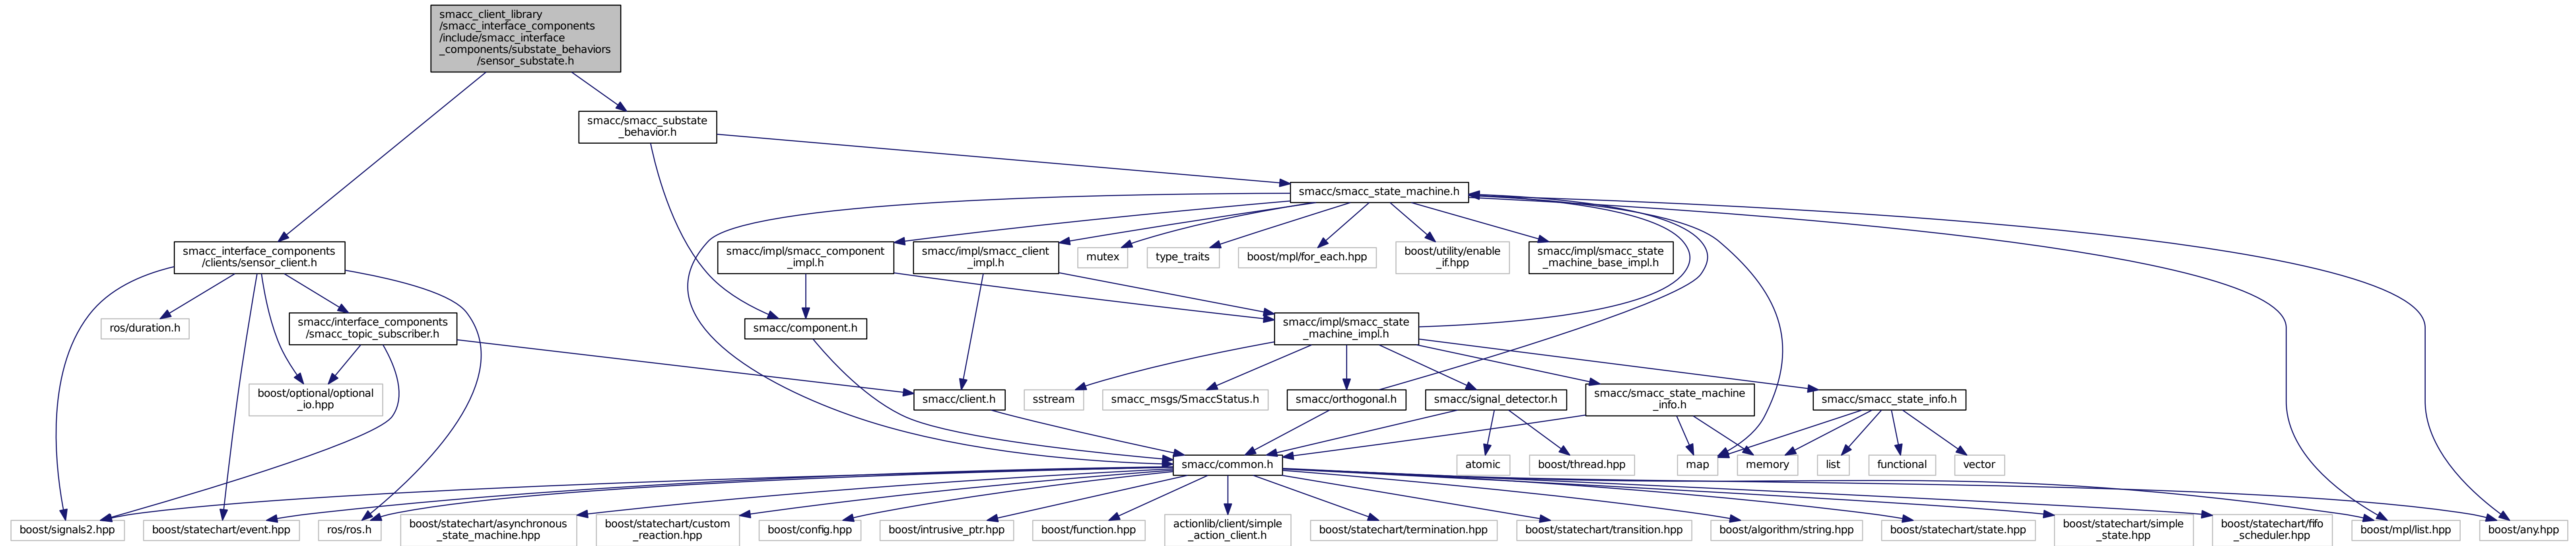 smacc_client_library
/smacc_interface_components
/include/smacc_interface
_components/substate_behaviors
/sensor_substate.h
smacc/smacc_substate
_behavior.h
smacc/smacc_state_machine.h
smacc_interface_components
/clients/sensor_client.h
smacc/impl/smacc_component
_impl.h
smacc/impl/smacc_client
_impl.h
mutex
type_traits
boost/mpl/for_each.hpp
boost/utility/enable
_if.hpp
smacc/impl/smacc_state
_machine_base_impl.h
ros/duration.h
smacc/interface_components
/smacc_topic_subscriber.h
smacc/component.h
smacc/impl/smacc_state
_machine_impl.h
boost/optional/optional
_io.hpp
smacc/client.h
sstream
smacc_msgs/SmaccStatus.h
smacc/orthogonal.h
smacc/signal_detector.h
smacc/smacc_state_machine
_info.h
smacc/smacc_state_info.h
smacc/common.h
atomic
boost/thread.hpp
map
memory
list
functional
vector
boost/signals2.hpp
boost/statechart/event.hpp
ros/ros.h
boost/statechart/asynchronous
_state_machine.hpp
boost/statechart/custom
_reaction.hpp
boost/config.hpp
boost/intrusive_ptr.hpp
boost/function.hpp
actionlib/client/simple
_action_client.h
boost/statechart/termination.hpp
boost/statechart/transition.hpp
boost/algorithm/string.hpp
boost/statechart/state.hpp
boost/statechart/simple
_state.hpp
boost/statechart/fifo
_scheduler.hpp
boost/mpl/list.hpp
boost/any.hpp